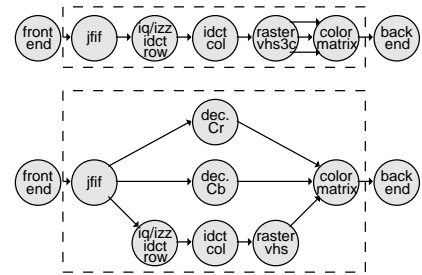 front
end
jfif
iq/izz
idct
row
idct
col
raster
vhs3c
color
matrix
back
end
dec.
Cr
front
end
jfif
dec.
Cb
color
matrix
back
end
iq/izz
idct
row
idct
col
raster
vhs